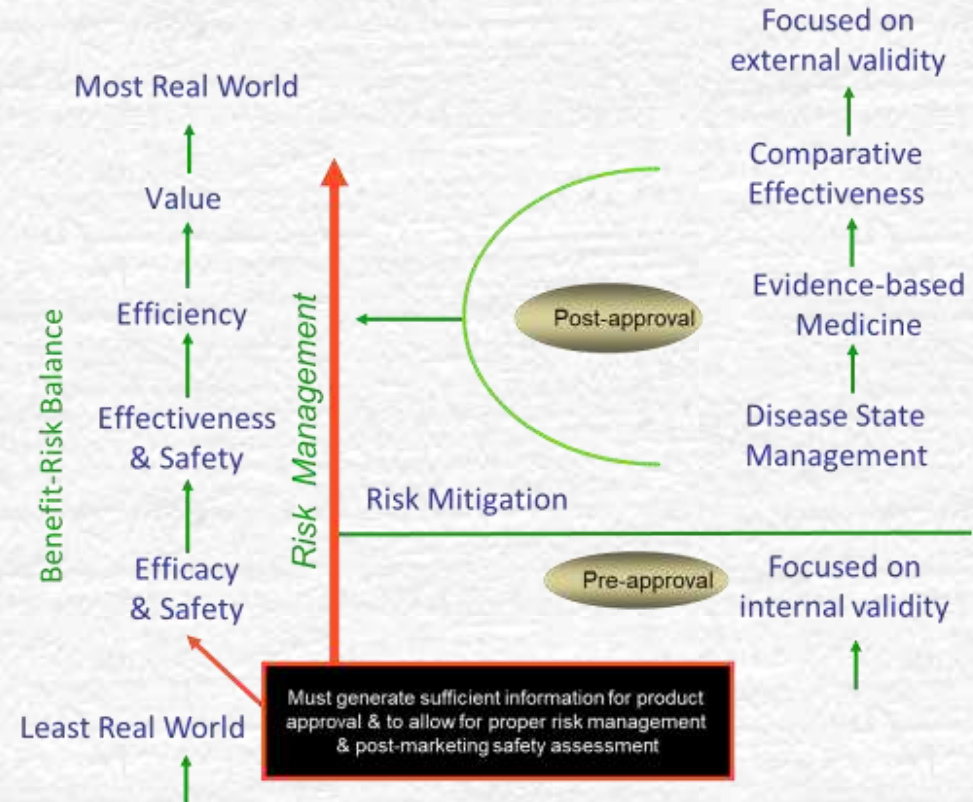 Most Real World
Value
Efficiency
Effectiveness
& Safety
Efficacy
& Safety
Least Real World
Benefit-Risk Balance
Risk Management
Risk Mitigation
Must generate sufficient information for product
approval & to allow for proper risk management
& post-marketing safety assessment
Post-approval
Pre-approval
Focused on
external validity
Comparative
Effectiveness
Evidence-based
Medicine
Disease State
Management
Focused on
internal validity